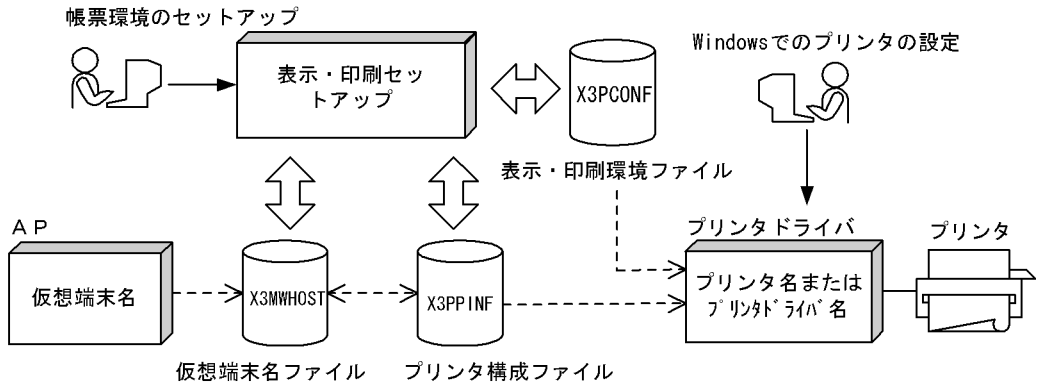 帳票環境のセットアップ
Windowsでのプリンタの設定
表示・印刷セッ
トアップ
X3PCONF
表示・印刷環境ファイル
AP
仮想端末名
X3MWHOST
X3PPINF
プリンタドライバ
プリンタ名または
プリンタドライバ名
プリンタ
仮想端末名ファイル
プリンタ構成ファイル